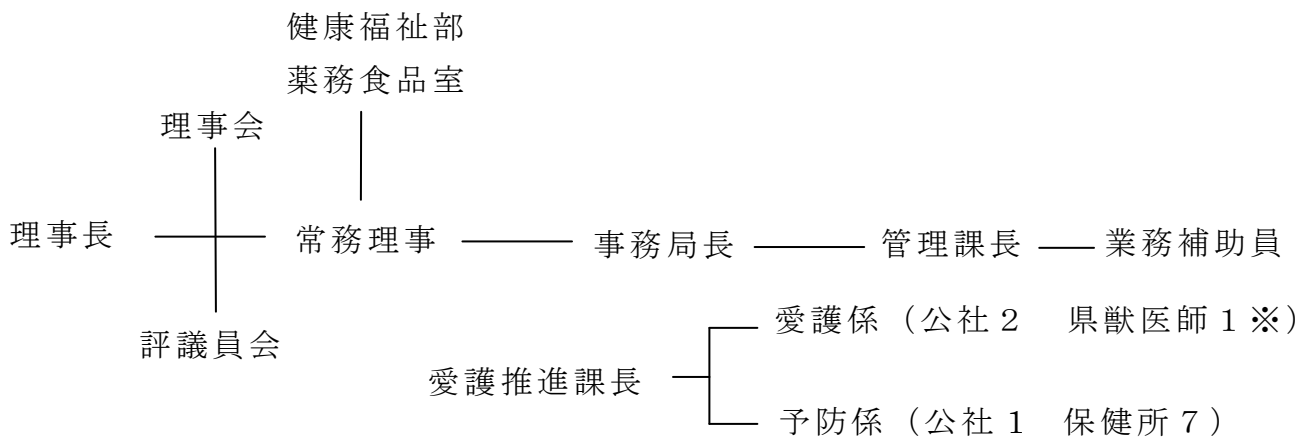 健康福祉部
薬務食品室
理事会
理事長 常務理事 事務局長 管理課長 業務補助員
評議員会
愛護係（公社２　県獣医師１※）
愛護推進課長
予防係（公社１　保健所７）